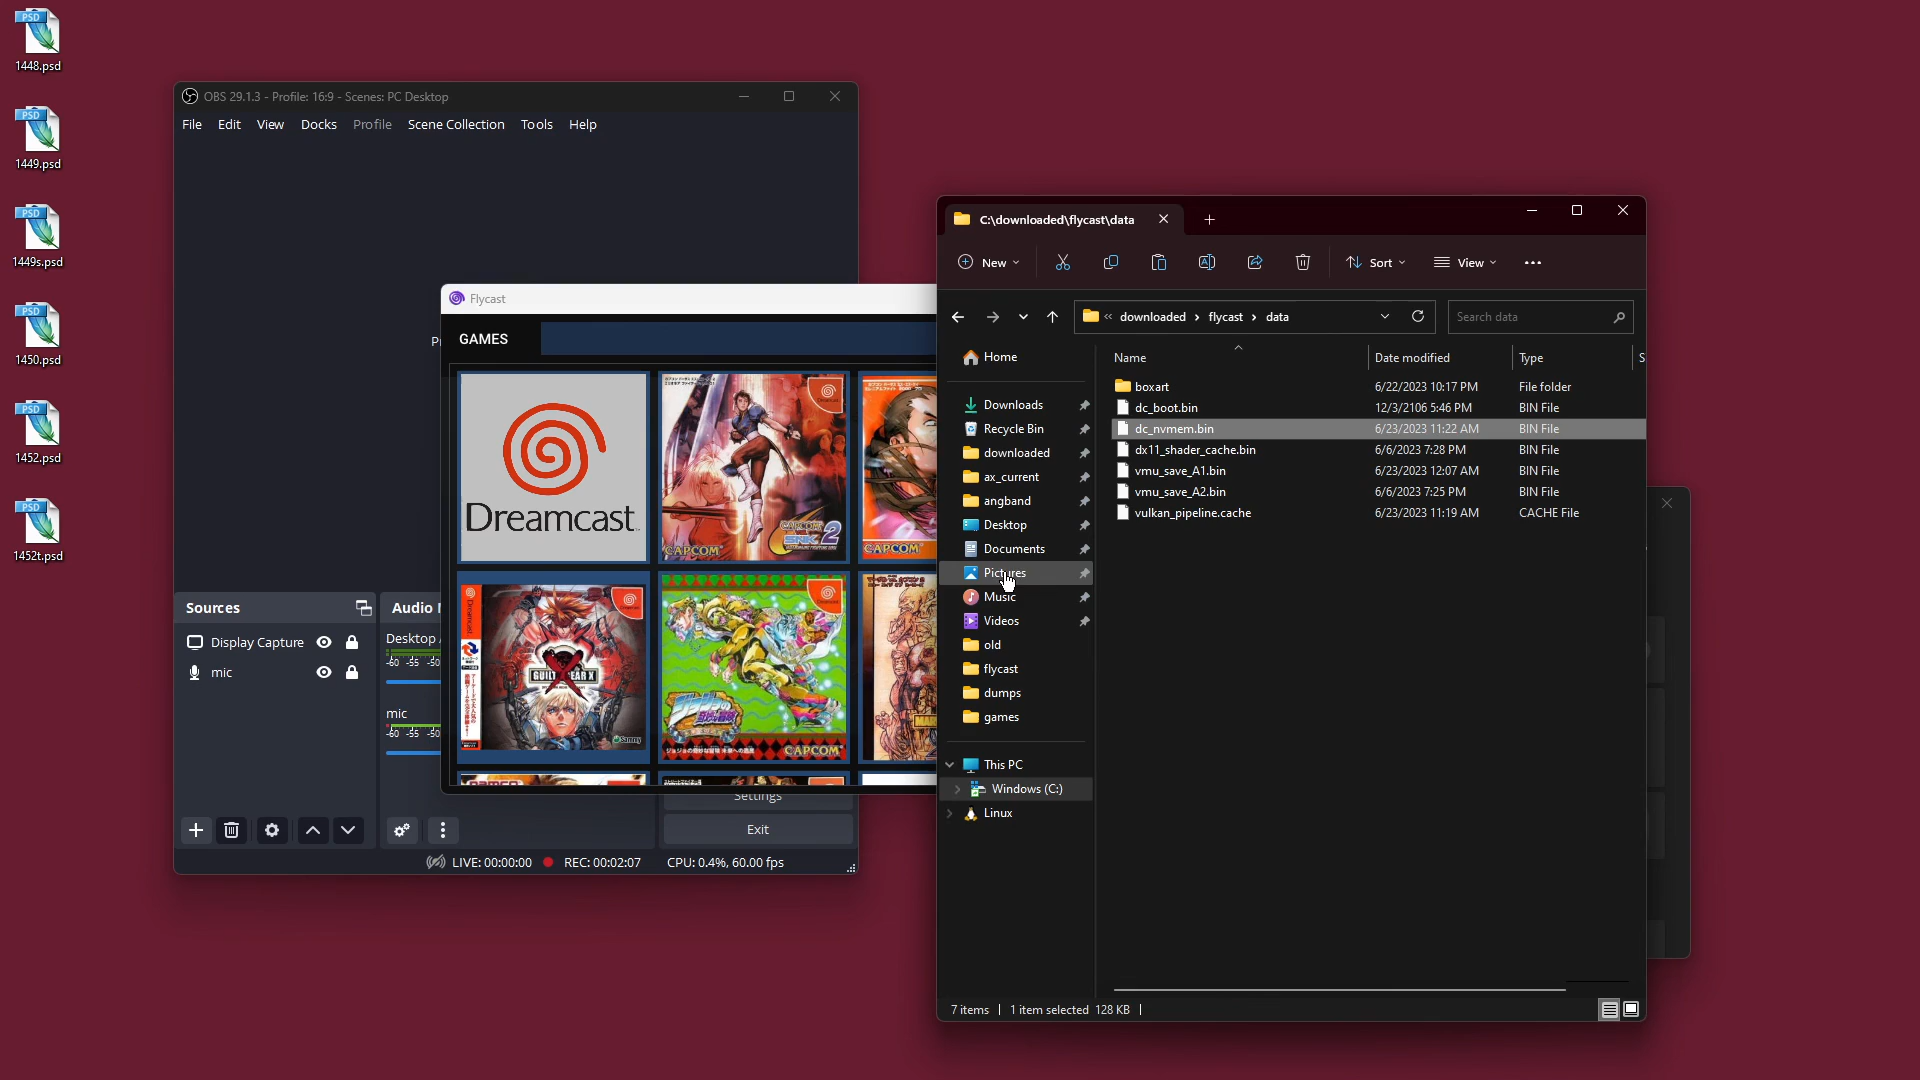 1448.psd
1449.psd
1449s.psd
1450.psd
1452.psd
1452t.psd
OBS 29.1.3 - Profile: 16:9 - Scenes: PC Desktop
File Edit View Docks Profile Scene Collection Tools Help
Sources
Display Capture
mic
Audio
Desktop
-60 -55 -50
mic
-60 -55 -50
Settings
Exit
LIVE: 00:00:00 REC: 00:02:07 CPU: 0.4%, 60.00 fps
Flycast
GAMES
Dreamcast
CAPCOM
CAPCOM SNK 2
CAPCOM
GUILTY GEAR X
Sammy
CAPCOM
C:\downloaded\flycast\data
New Sort View
downloaded > flycast > data
Search data
Home
Downloads
Recycle Bin
downloaded
ax_current
angband
Desktop
Documents
Pictures
Music
Videos
old
flycast
dumps
games
This PC
Windows (C:)
Linux
Name Date modified Type S
boxart 6/22/2023 10:17 PM File folder
dc_boot.bin 12/3/2106 5:46 PM BIN File
dc_nvmem.bin 6/23/2023 11:22 AM BIN File
dx11_shader_cache.bin 6/6/2023 7:28 PM BIN File
vmu_save_A1.bin 6/23/2023 12:07 AM BIN File
vmu_save_A2.bin 6/6/2023 7:25 PM BIN File
vulkan_pipeline.cache 6/23/2023 11:19 AM CACHE File
7 items 1 item selected 128 KB